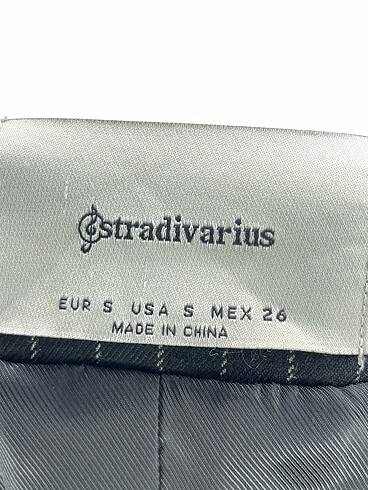 stradivarius
EUR S USA S MEX 26
MADE IN CHINA